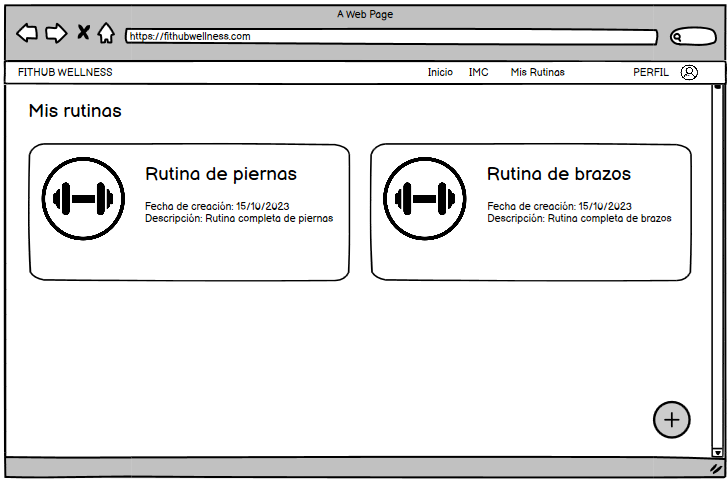 A Web Page
https://fithubwellness.com
FITHUB WELLNESS Inicio IMC Mis Rutinas PERFIL
Mis rutinas
Rutina de piernas
Fecha de creación: 15/10/2023
Descripción: Rutina completa de piernas
Rutina de brazos
Fecha de creación: 15/10/2023
Descripción: Rutina completa de brazos